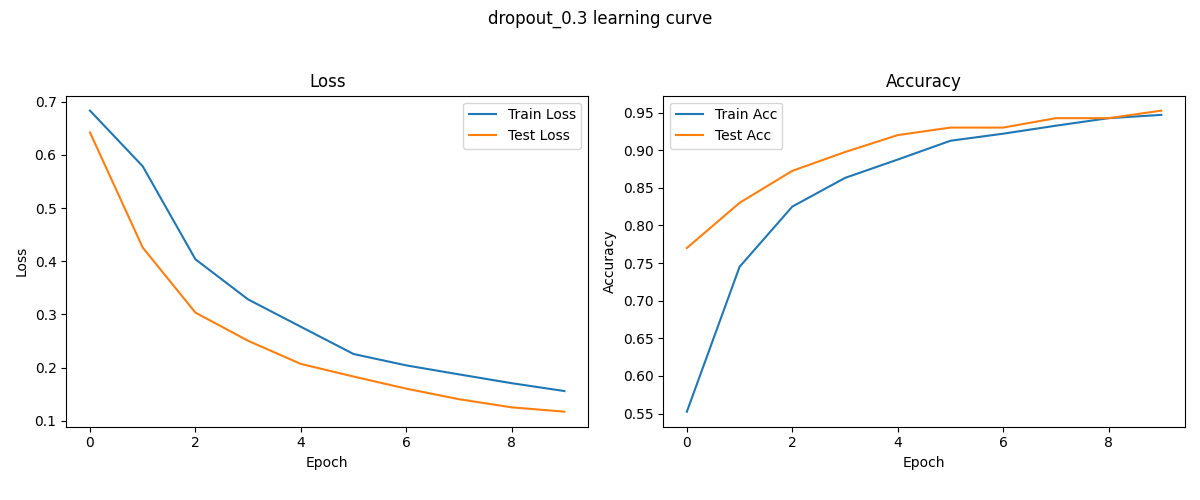 dropout_0.3 learning curve
Loss
Train Loss
Test Loss
0.7
0.6
0.5
0.4
0.3
0.2
0.1
Loss
0 2 4 6 8
Epoch
Accuracy
Train Acc
Test Acc
0.95
0.90
0.85
0.80
0.75
0.70
0.65
0.60
0.55
Accuracy
0 2 4 6 8
Epoch